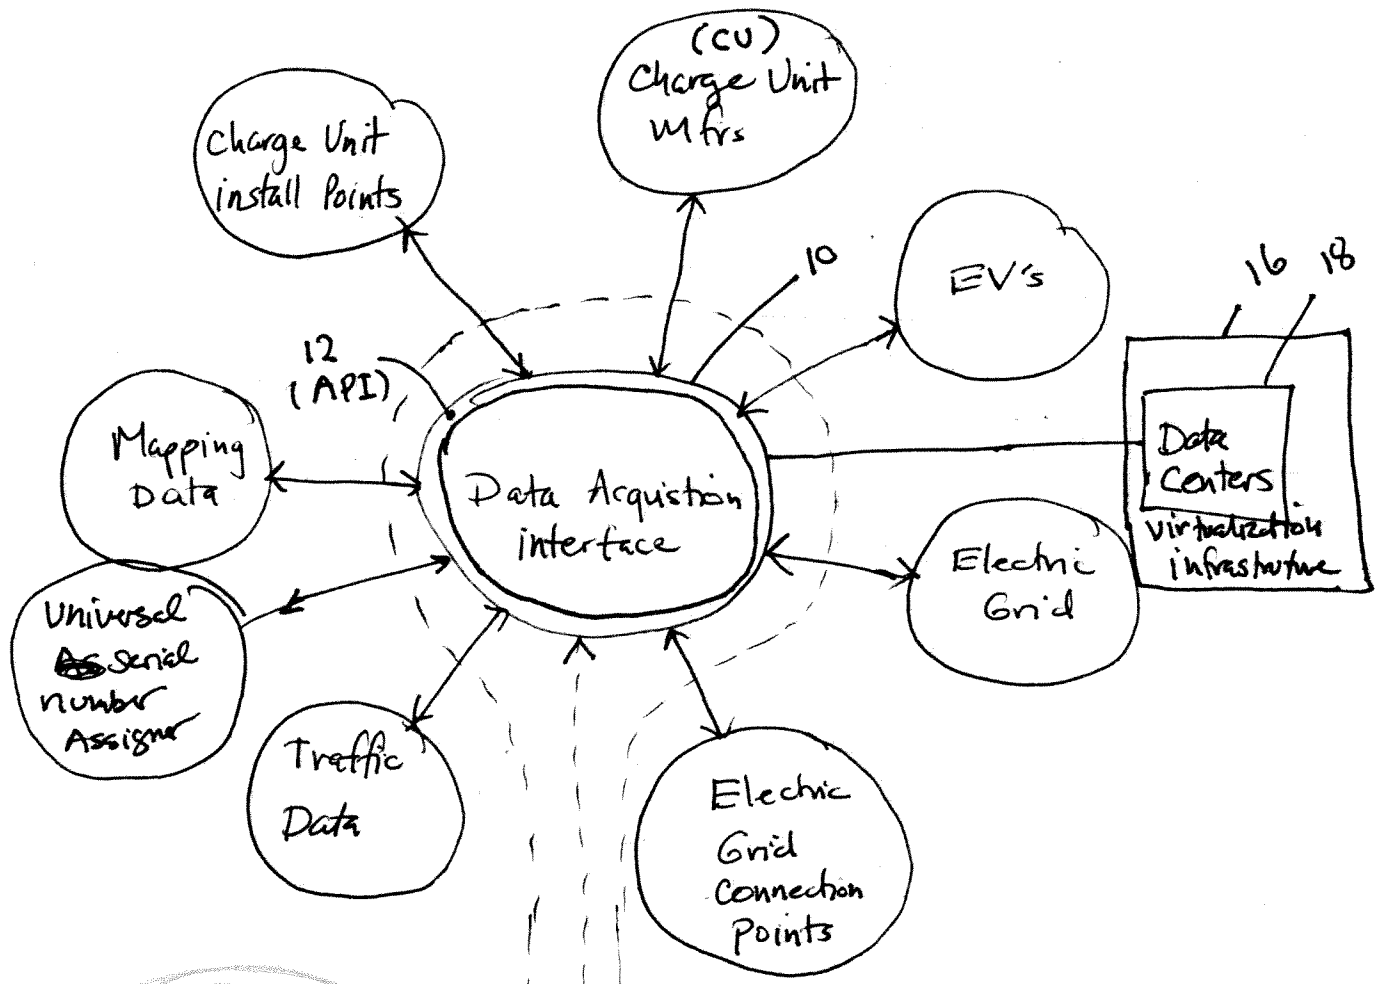 (CU)
Charge Unit
Mfrs
Charge Unit
install Points
10
EV's
16
18
12
(API)
Mapping
Data
Data Acquistion
interface
Data
Centers
virtualization
infrastruture
Electric
Grid
Universal
serial
number
Assigner
Traffic
Data
Electric
Grid
Connection
Points